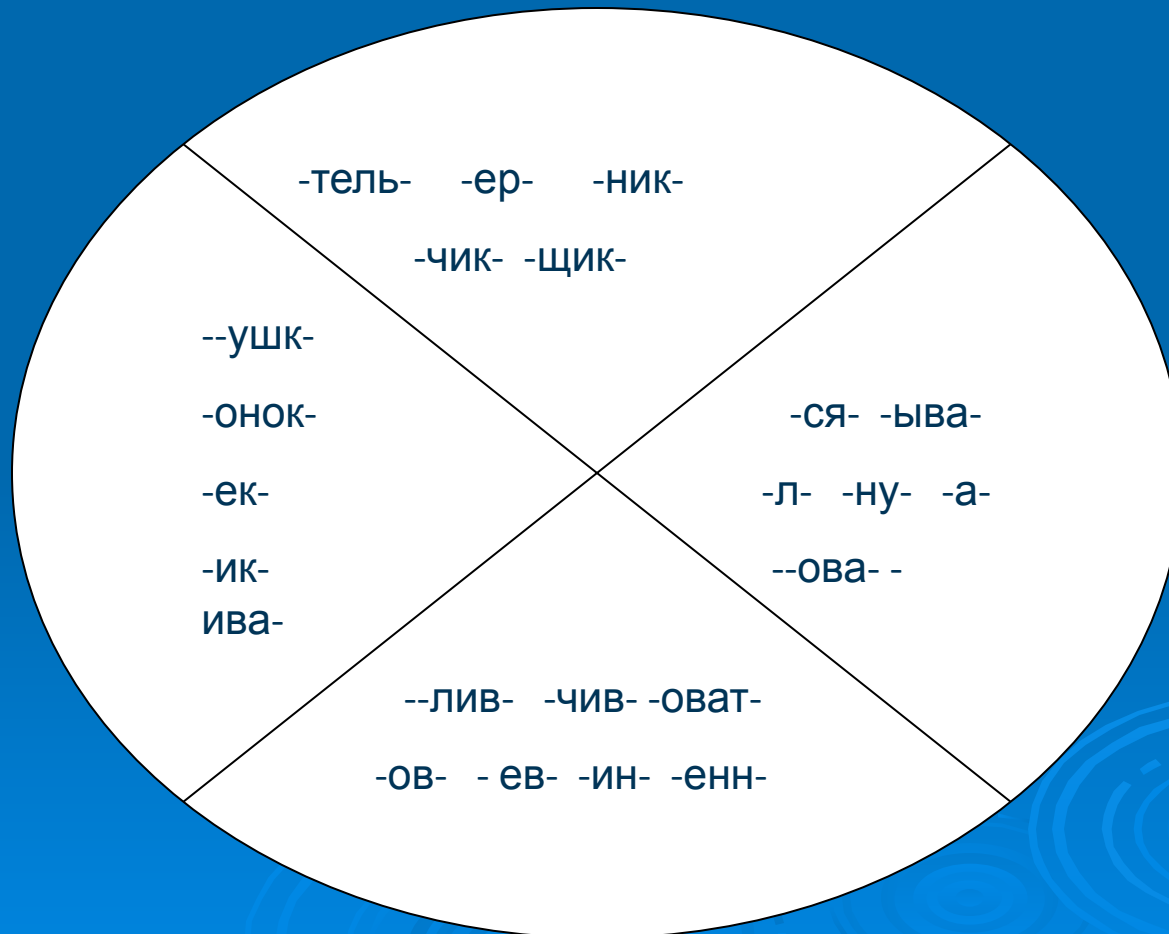 -тель- -ер- -ник-
-чик- -щик-
--ушк-
-онок-
-ек-
-ик-
ива-
-ся- -ыва-
-л- -ну- -а-
--ова- -
--лив- -чив- -оват-
-ов- - ев- -ин- -енн-